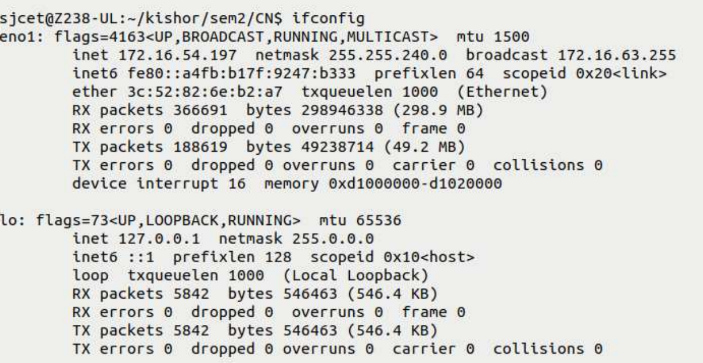 sjcet@Z238-UL:~/kishor/sem2/CN$ ifconfig
eno1: flags=4163<UP,BROADCAST,RUNNING,MULTICAST>  mtu 1500
        inet 172.16.54.197  netmask 255.255.240.0  broadcast 172.16.63.255
        inet6 fe80::a4fb:b17f:9247:b333  prefixlen 64  scopeid 0x20<link>
        ether 3c:52:82:6e:b2:a7  txqueuelen 1000  (Ethernet)
        RX packets 366691  bytes 298946338 (298.9 MB)
        RX errors 0  dropped 0  overruns 0  frame 0
        TX packets 188619  bytes 49238714 (49.2 MB)
        TX errors 0  dropped 0 overruns 0  carrier 0  collisions 0
        device interrupt 16  memory 0xd1000000-d1020000

lo: flags=73<UP,LOOPBACK,RUNNING>  mtu 65536
        inet 127.0.0.1  netmask 255.0.0.0
        inet6 ::1  prefixlen 128  scopeid 0x10<host>
        loop  txqueuelen 1000  (Local Loopback)
        RX packets 5842  bytes 546463 (546.4 KB)
        RX errors 0  dropped 0  overruns 0  frame 0
        TX packets 5842  bytes 546463 (546.4 KB)
        TX errors 0  dropped 0 overruns 0  carrier 0  collisions 0